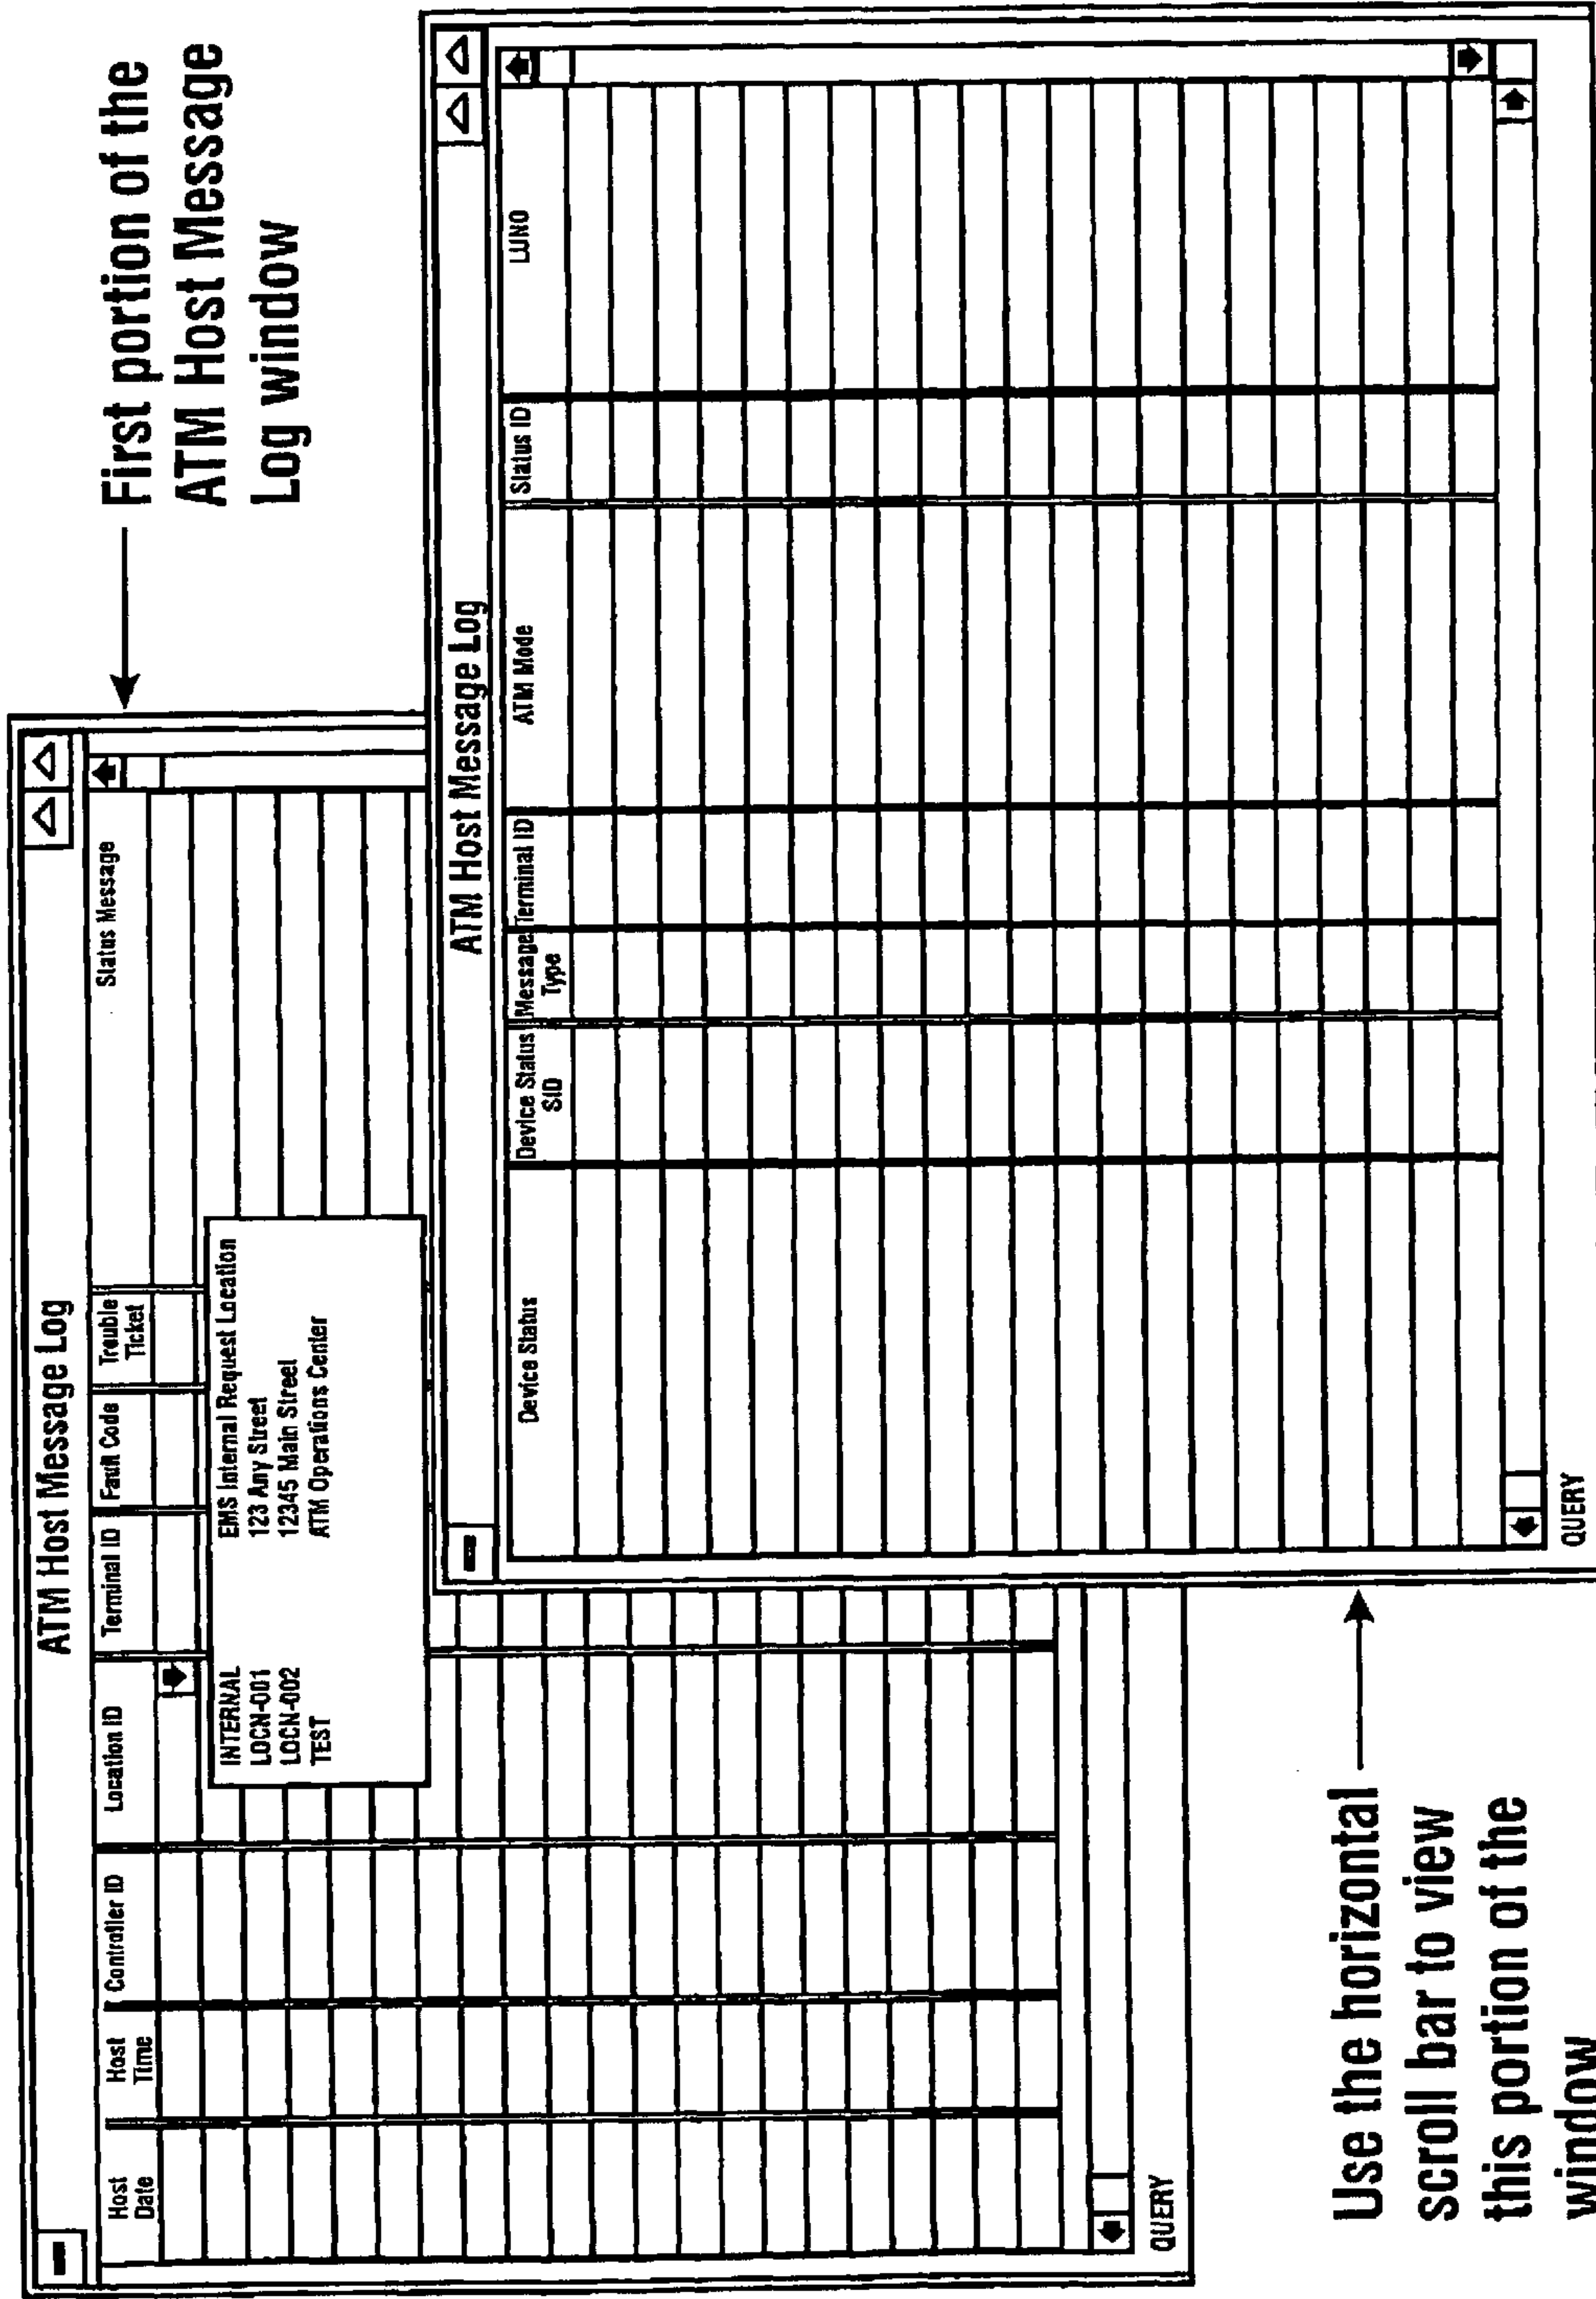 First portion of the
ATM Host Message
Log window
ATM Host Message Log
Host
Date
Host
Time
Controller ID
Location ID
Terminal ID
Fault Code
Trouble
Ticket
Status Message
INTERNAL EMS Internal Request Location
LOCN-001 123 Any Street
LOCN-002 12345 Main Street
TEST ATM Operations Center
QUERY
ATM Host Message Log
Device Status
Device Status
SID
Message
Type
Terminal ID
ATM Mode
Status ID
LUNO
QUERY
Use the horizontal
scroll bar to view
this portion of the
window